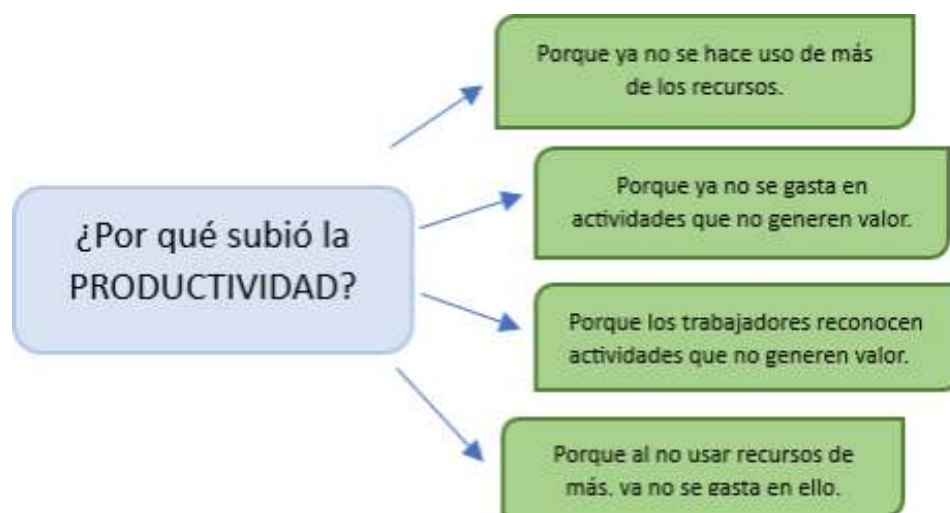 Porque ya no se hace uso de más
de los recursos.
Porque ya no se gasta en
actividades que no generen valor.
¿Por qué subió la
PRODUCTIVIDAD?
Porque los trabajadores reconocen
actividades que no generen valor.
Porque al no usar recursos de
más, ya no se gasta en ello.